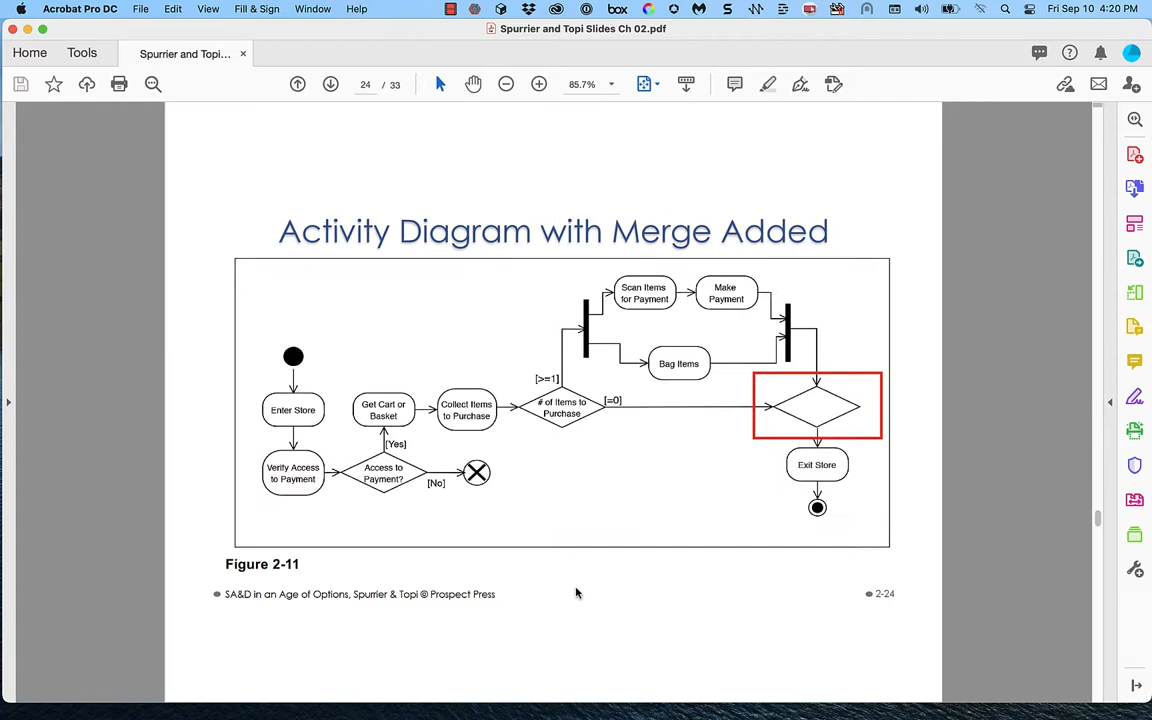 Acrobat Pro DC File Edit View Fill & Sign Window Help
box
Fri Sep 10 4:20 PM
Spurrier and Topi Slides Ch 02.pdf
Home Tools Spurrier and Topi... ×
24 / 33
85.7%
Activity Diagram with Merge Added
Scan Items
for Payment
Make
Payment
Bag Items
[>=1]
Enter Store
Get Cart or
Basket
Collect Items
to Purchase
# of Items to
Purchase
[=0]
[Yes]
Verify Access
to Payment
Access to
Payment?
[No]
Exit Store
Figure 2-11
SA&D in an Age of Options, Spurrier & Topi © Prospect Press
2-24